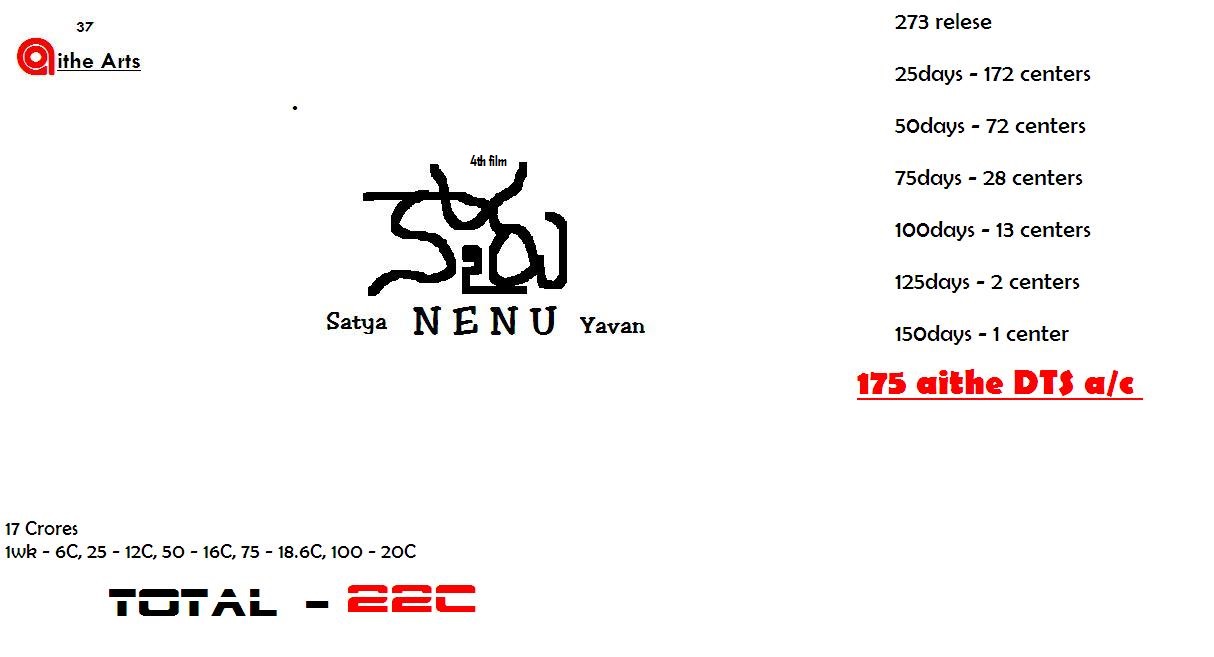 37
aithe Arts
4th film
నేను
Satya NENU Yavan
273 relese
25days - 172 centers
50days - 72 centers
75days - 28 centers
100days - 13 centers
125days - 2 centers
150days - 1 center
175 aithe DTS a/c
17 Crores
1wk - 6C, 25 - 12C, 50 - 16C, 75 - 18.6C, 100 - 20C
TOTAL - 22C